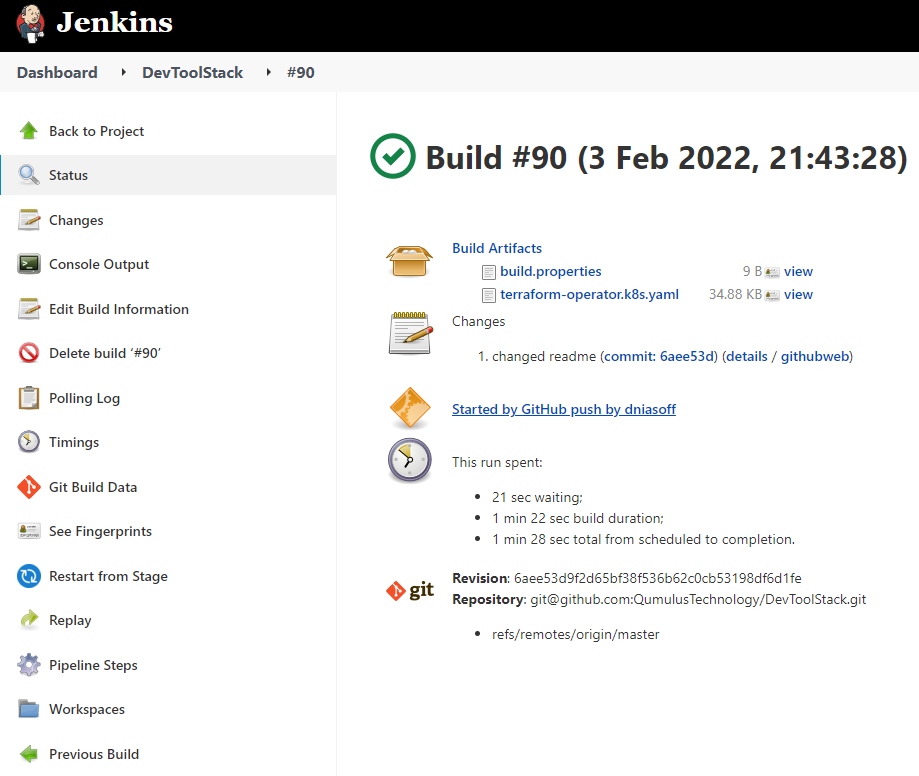 Jenkins
Dashboard DevToolStack #90
Back to Project
Status
Changes
Console Output
Edit Build Information
Delete build ‘#90’
Polling Log
Timings
Git Build Data
See Fingerprints
Restart from Stage
Replay
Pipeline Steps
Workspaces
Previous Build
Build #90 (3 Feb 2022, 21:43:28)
Build Artifacts
build.properties 9 B view
terraform-operator.k8s.yaml 34.88 KB view
Changes
1. changed readme (commit: 6aee53d) (details / githubweb)
Started by GitHub push by dniasoff
This run spent:
• 21 sec waiting;
• 1 min 22 sec build duration;
• 1 min 28 sec total from scheduled to completion.
git
Revision: 6aee53d9f2d65bf38f536b62c0cb53198df6d1fe
Repository: git@github.com:QumulusTechnology/DevToolStack.git
• refs/remotes/origin/master